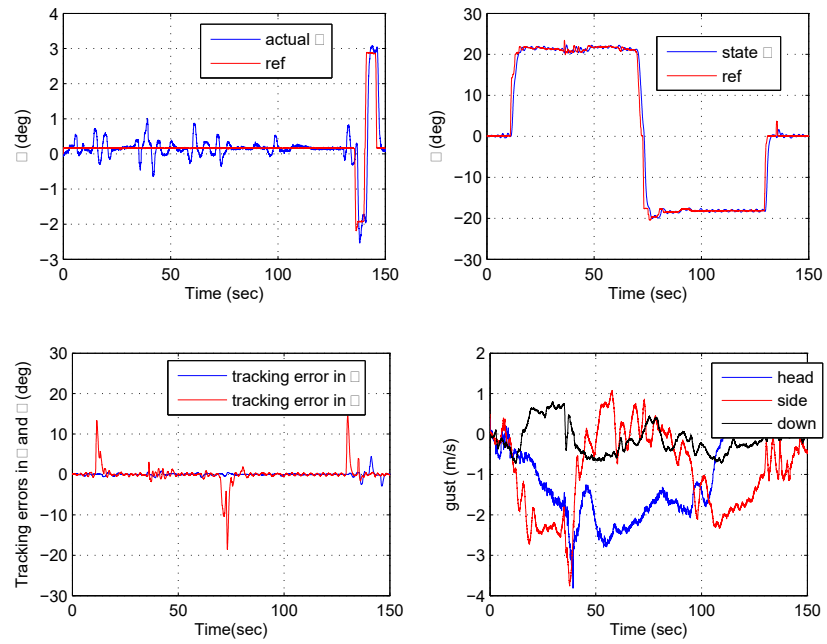 4
3
2
1
0
−1
−2
−3
0 50 100 150
Time (sec)
□ (deg)
actual □
ref
30
20
10
0
−10
−20
−30
0 50 100 150
Time (sec)
□ (deg)
state □
ref
30
20
10
0
−10
−20
−30
0 50 100 150
Time(sec)
Tracking errors in □ and □ (deg)
tracking error in □
tracking error in □
2
1
0
−1
−2
−3
−4
0 50 100 150
Time(sec)
gust (m/s)
head
side
down